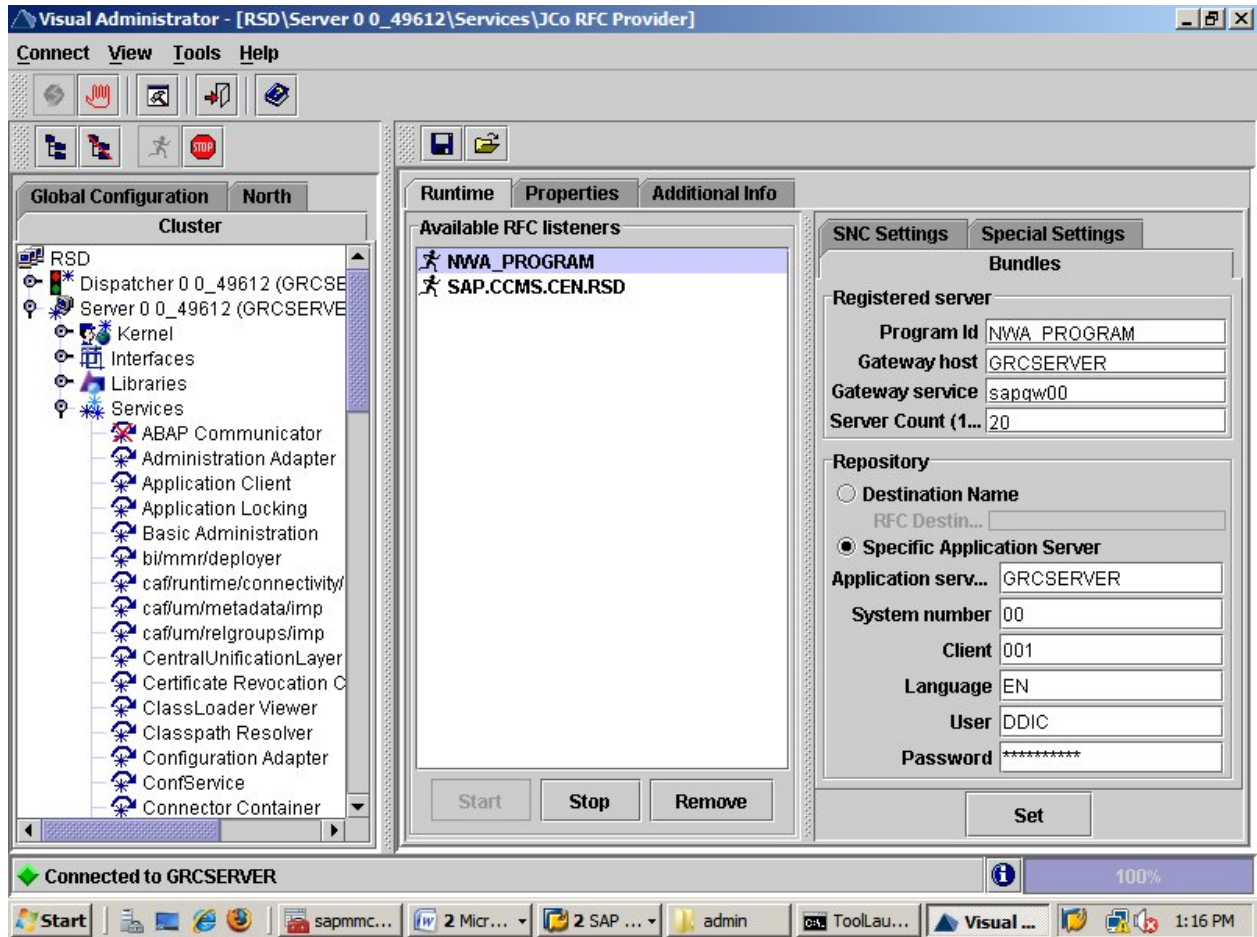 Visual Administrator - [RSD\Server 0 0_49612\Services\JCo RFC Provider]
Connect View Tools Help
STOP
Global Configuration North
Cluster
RSD
Dispatcher 0 0_49612 (GRCSE
Server 0 0_49612 (GRCSERVE
Kernel
Interfaces
Libraries
Services
ABAP Communicator
Administration Adapter
Application Client
Application Locking
Basic Administration
bi/mmr/deployer
caf/runtime/connectivity/
caf/um/metadata/imp
caf/um/relgroups/imp
CentralUnificationLayer
Certificate Revocation C
ClassLoader Viewer
Classpath Resolver
Configuration Adapter
ConfService
Connector Container
Runtime Properties Additional Info
Available RFC listeners
NWA_PROGRAM
SAP.CCMS.CEN.RSD
Start Stop Remove
SNC Settings Special Settings
Bundles
Registered server
Program Id NWA_PROGRAM
Gateway host GRCSERVER
Gateway service sapgw00
Server Count (1... 20
Repository
Destination Name
RFC Destin...
Specific Application Server
Application serv... GRCSERVER
System number 00
Client 001
Language EN
User DDIC
Password **********
Set
Connected to GRCSERVER 100%
Start sapmmc... 2 Micr... 2 SAP ... admin ToolLau... Visual ... 1:16 PM